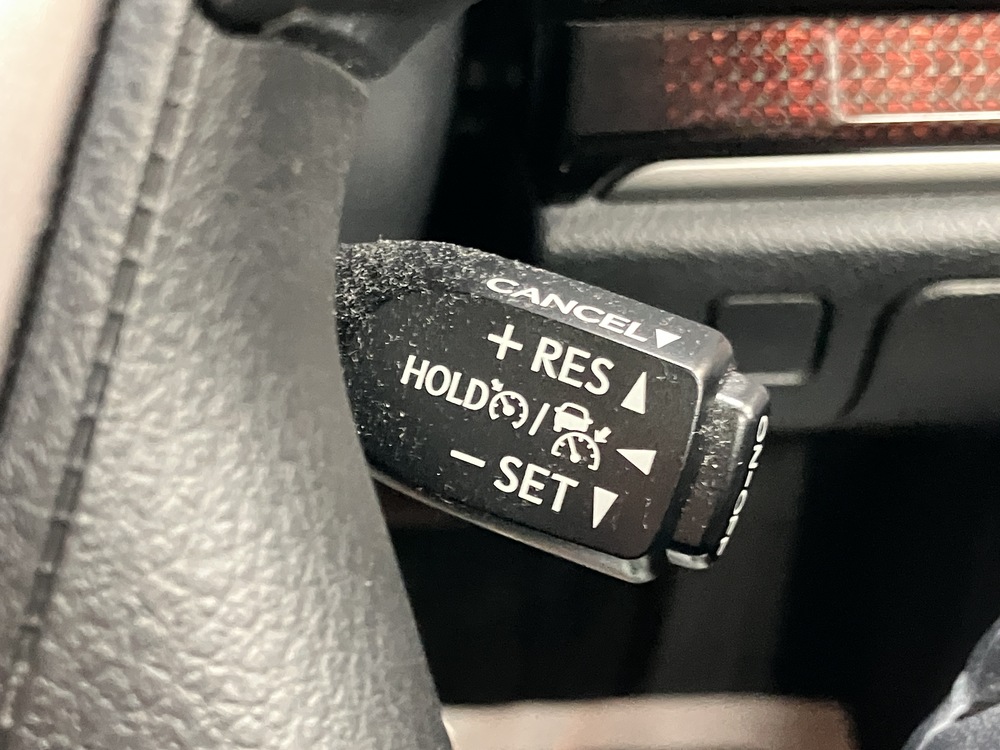 CANCEL▼
+ RES ▲
HOLD / ◀
− SET ▼
ON·OFF